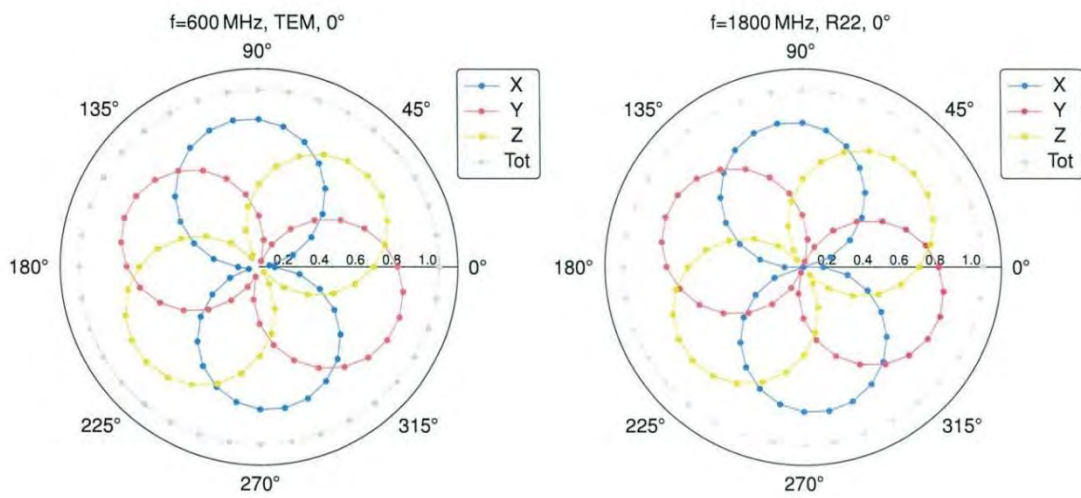 f=600 MHz, TEM, 0°
90°
135°
45°
X
Y
Z
Tot
180°
0.2 0.4 0.6 0.8 1.0
0°
225°
315°
270°
f=1800 MHz, R22, 0°
90°
135°
45°
X
Y
Z
Tot
180°
0.2 0.4 0.6 0.8 1.0
0°
225°
315°
270°